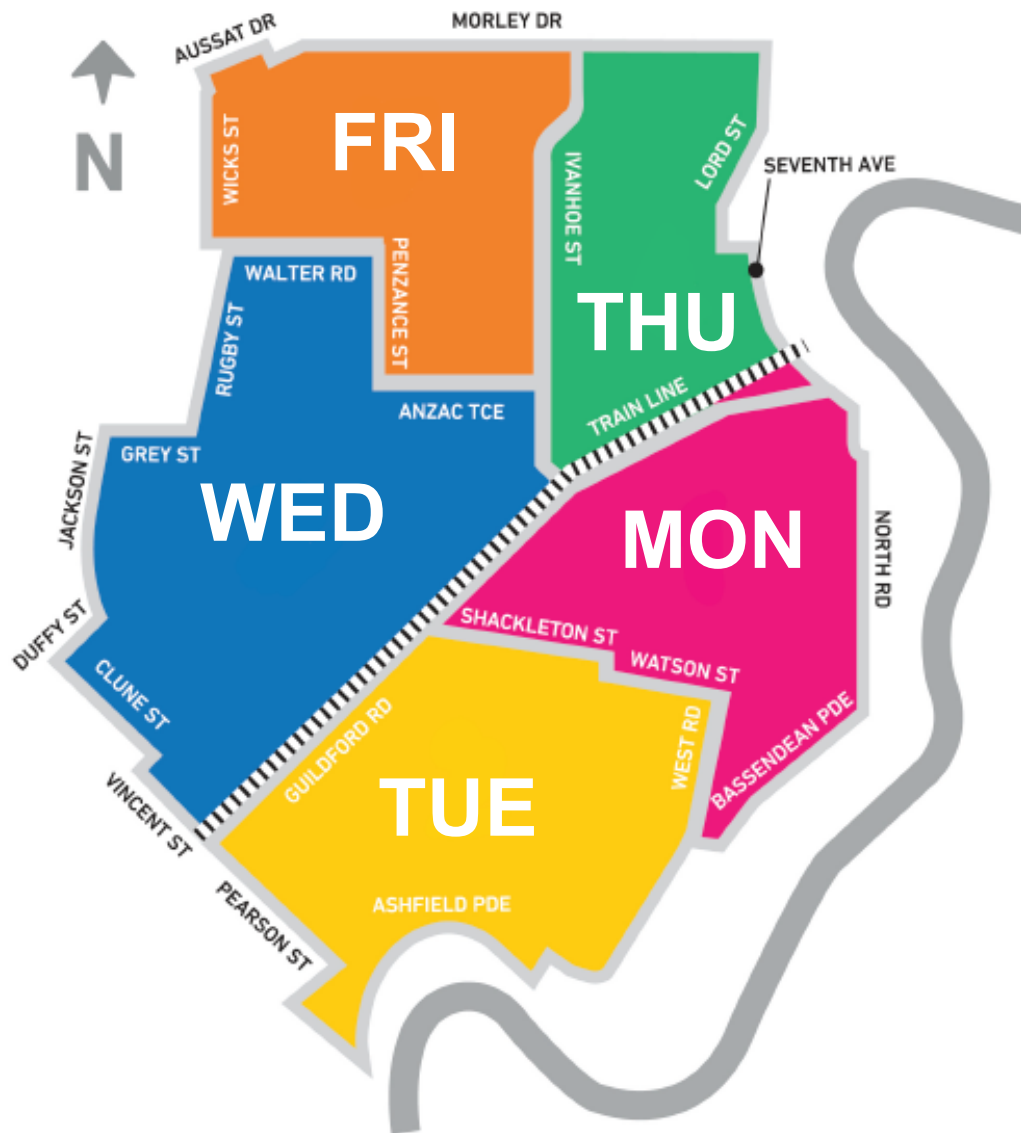 AUSSAT DR
MORLEY DR
N
FRI
WICKS ST
IVANHOE ST
LORD ST
SEVENTH AVE
WALTER RD
PENZANCE ST
THU
RUGBY ST
TRAIN LINE
ANZAC TCE
GREY ST
JACKSON ST
WED
MON
NORTH RD
DUFFY ST
SHACKLETON ST
WATSON ST
CLUNE ST
GUILDFORD RD
WEST RD
BASSENDEAN PDE
TUE
VINCENT ST
PEARSON ST
ASHFIELD PDE